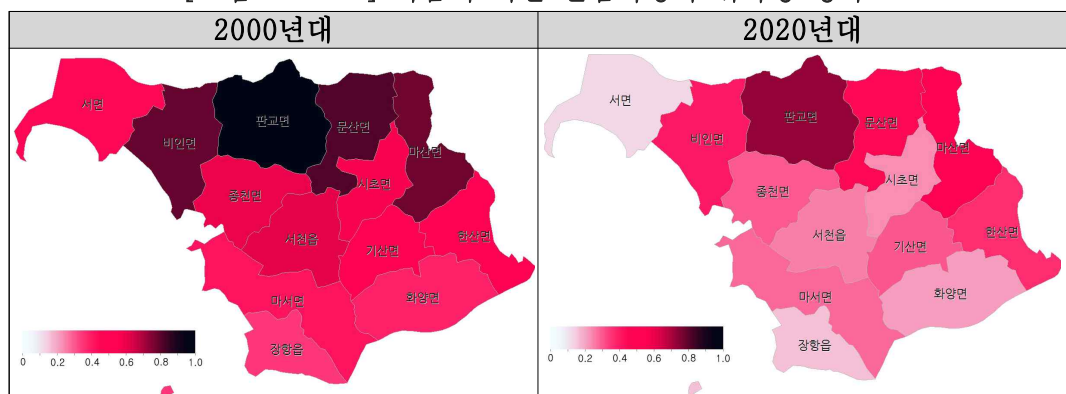 2000년대
2020년대
서면
비인면
판교면
문산면
마산면
종천면
시초면
서천읍
기산면
한산면
마서면
화양면
장항읍
0 0.2 0.4 0.6 0.8 1.0
서면
비인면
판교면
문산면
마산면
종천면
시초면
서천읍
기산면
한산면
마서면
화양면
장항읍
0 0.2 0.4 0.6 0.8 1.0